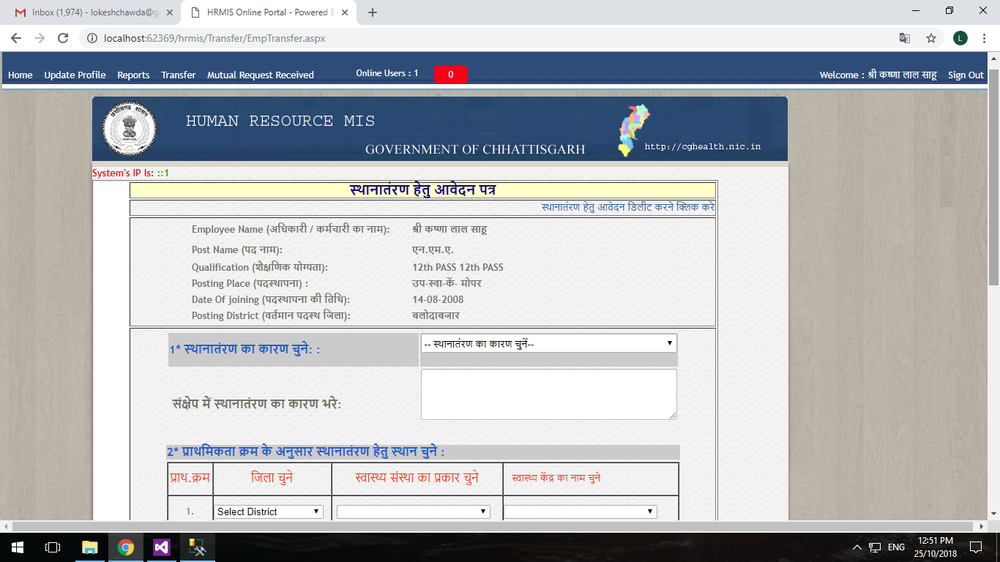 Inbox (1,974) - lokeshchawda@g
HRMIS Online Portal - Powered B
localhost:62369/hrmis/Transfer/EmpTransfer.aspx
L
Home Update Profile Reports Transfer Mutual Request Received Online Users : 1 0 Welcome : श्री कष्णा लाल साहू Sign Out
HUMAN RESOURCE MIS
GOVERNMENT OF CHHATTISGARH
http://cghealth.nic.in
System's IP Is: ::1
स्थानातंरण हेतु आवेदन पत्र
स्थानातंरण हेतु आवेदन डिलीट करने क्लिक करे
Employee Name (अधिकारी / कर्मचारी का नाम): श्री कष्णा लाल साहू
Post Name (पद नाम): एन.एम.ए.
Qualification (शैक्षणिक योग्यता): 12th PASS 12th PASS
Posting Place (पदस्थापना) : उप-स्वा-कें- मोपर
Date Of joining (पदस्थापना की तिथि): 14-08-2008
Posting District (वर्तमान पदस्थ जिला): बलोदाबजार
1* स्थानातंरण का कारण चुने: : -- स्थानातंरण का कारण चुनें--
संक्षेप में स्थानातंरण का कारण भरे:
2* प्राथमिकता क्रम के अनुसार स्थानातंरण हेतु स्थान चुने :
प्राथ.क्रम जिला चुने स्वास्थ्य संस्था का प्रकार चुने स्वास्थ्य केंद्र का नाम चुने
1. Select District
ENG 12:51 PM
25/10/2018